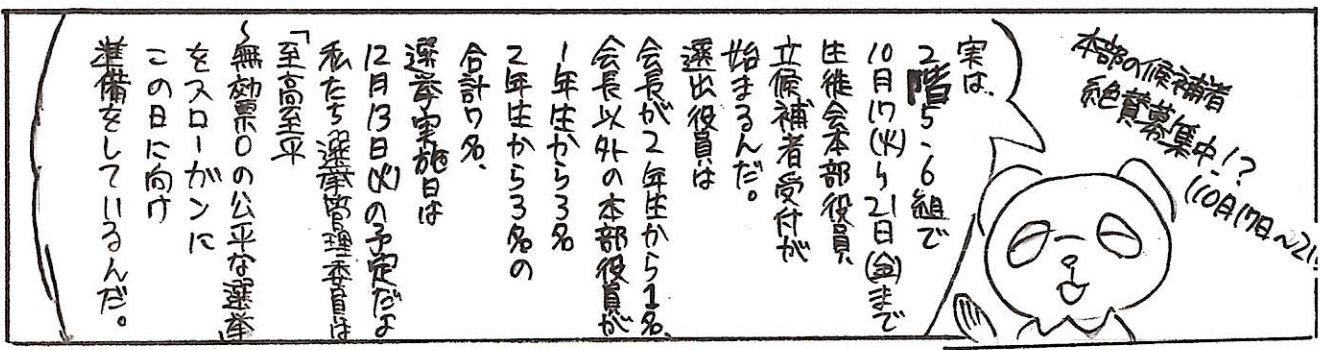 本部の候補者
絶賛募集中!?
(10月17日～21日
実は、
2階5・6組で
10月17(火)～21日(金)まで
生徒会本部役員
立候補者受付が
始まるんだ。
選出役員は
会長が2年生から1名、
会長以外の本部役員が
1年生から3名
2年生から3名の
合計7名、
選挙実施日は
12月13日(火)の予定だよ
私たち選挙管理委員は
「至高至平
～無効票0の公平な選挙」
をスローガンに
この日に向け
準備をしているんだ。